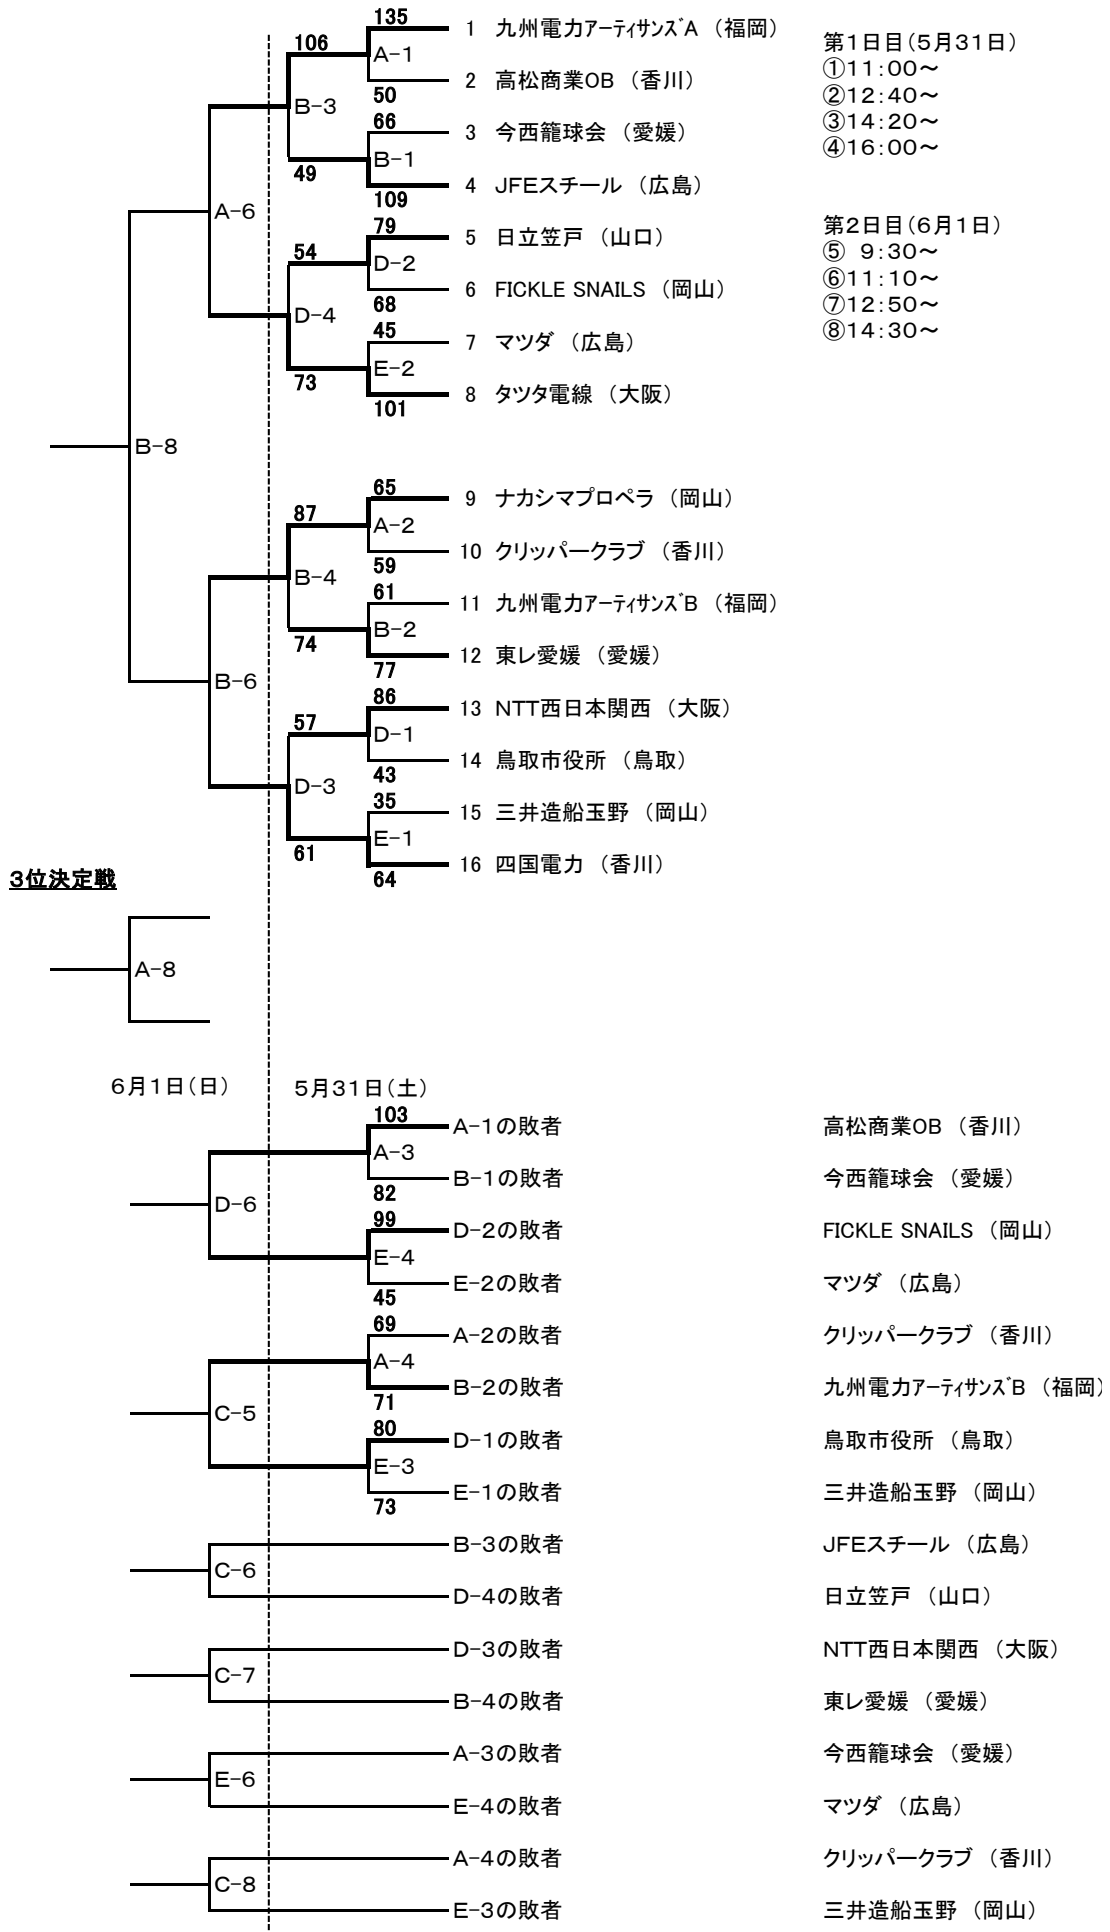 135
106
1 九州電力アーティサンズA （福岡）
第1日目（5月31日）
A-1
①11：00～
2 高松商業OB （香川）
50
B-3
②12：40～
66
3 今西籠球会 （愛媛）
③14：20～
④16：00～
B-1
49
4 JFEスチール （広島）
109
A-6
79
第2日目（6月1日）
5 日立笠戸 （山口）
54
⑤ 9：30～
D-2
⑥11：10～
6 FICKLE SNAILS （岡山）
68
D-4
⑦12：50～
45
⑧14：30～
7 マツダ （広島）
E-2
73
8 タツタ電線 （大阪）
101
B-8
65
9 ナカシマプロペラ （岡山）
87
A-2
10 クリッパークラブ （香川）
59
B-4
61
11 九州電力アーティサンズB （福岡）
B-2
74
12 東レ愛媛 （愛媛）
77
B-6
86
13 NTT西日本関西 （大阪）
57
D-1
14 鳥取市役所 （鳥取）
43
D-3
35
15 三井造船玉野 （岡山）
E-1
61
16 四国電力 （香川）
64
3位決定戦
A-8
6月1日（日） 5月31日（土）
103
A-1の敗者 高松商業OB （香川）
A-3
B-1の敗者 今西籠球会 （愛媛）
82
D-6
99
D-2の敗者 FICKLE SNAILS （岡山）
E-4
E-2の敗者 マツダ （広島）
45
69
A-2の敗者 クリッパークラブ （香川）
A-4
B-2の敗者 九州電力アーティサンズB （福岡）
71
C-5
80
D-1の敗者 鳥取市役所 （鳥取）
E-3
E-1の敗者 三井造船玉野 （岡山）
73
B-3の敗者 JFEスチール （広島）
C-6
D-4の敗者 日立笠戸 （山口）
D-3の敗者 NTT西日本関西 （大阪）
C-7
B-4の敗者 東レ愛媛 （愛媛）
A-3の敗者 今西籠球会 （愛媛）
E-6
E-4の敗者 マツダ （広島）
A-4の敗者 クリッパークラブ （香川）
C-8
E-3の敗者 三井造船玉野 （岡山）